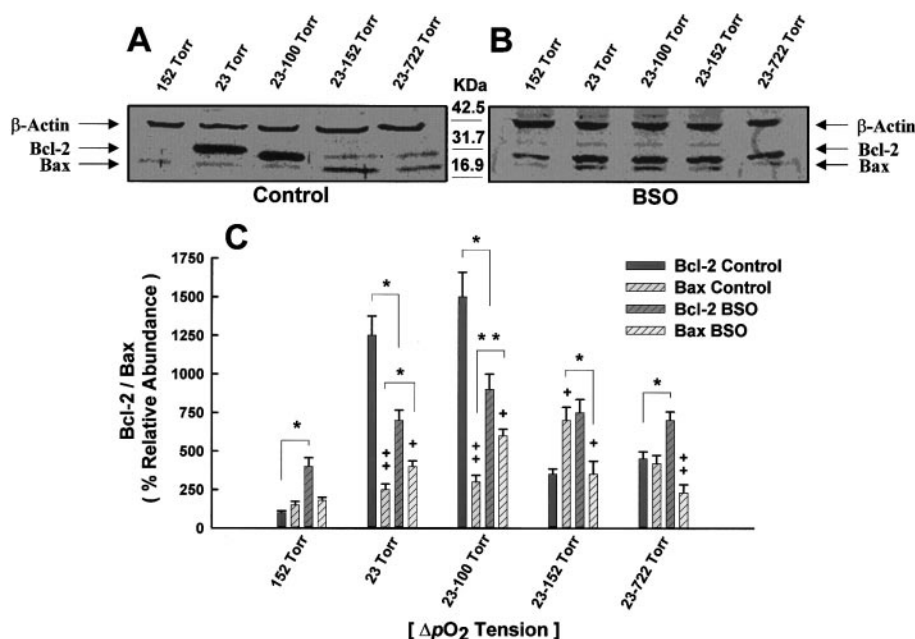 A
B
152 Torr
23 Torr
23-100 Torr
23-152 Torr
23-722 Torr
KDa
152 Torr
23 Torr
23-100 Torr
23-152 Torr
23-722 Torr
β-Actin
Bcl-2
Bax
42.5
31.7
16.9
β-Actin
Bcl-2
Bax
Control
BSO
C
Bcl-2 / Bax
( % Relative Abundance )
1750
1500
1250
1000
750
500
250
0
*
*
*
*
* *
*
*
+
+
+
+
+
+
+
+
+
+
Bcl-2 Control
Bax Control
Bcl-2 BSO
Bax BSO
152 Torr
23 Torr
23-100 Torr
23-152 Torr
23-722 Torr
[ ΔpO2 Tension ]